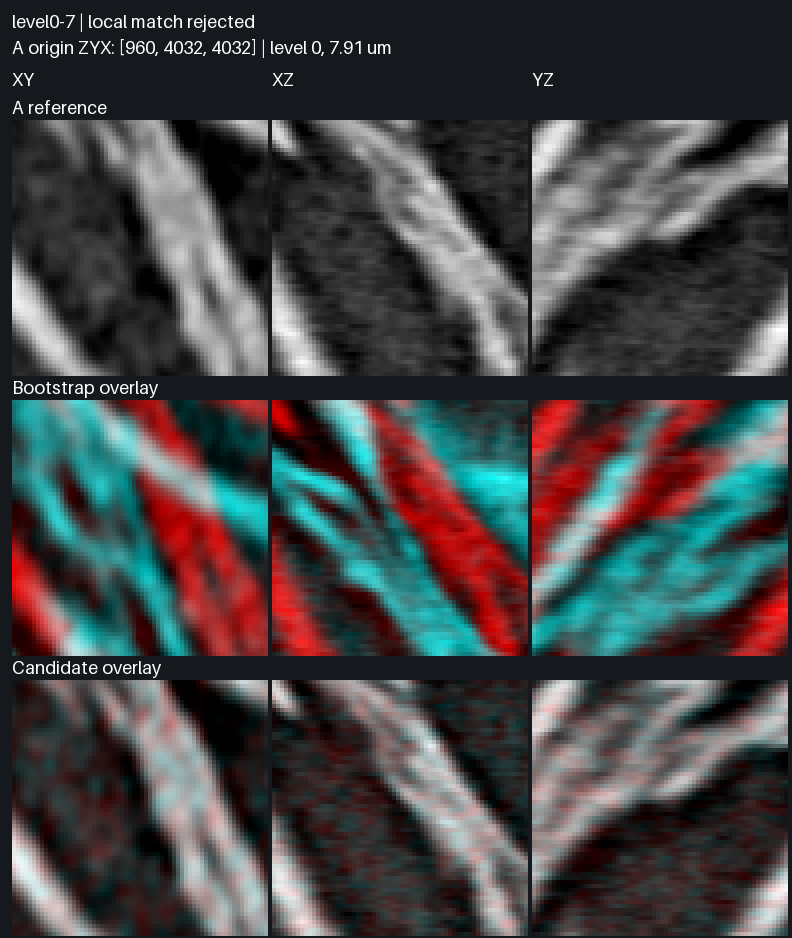 level0-7 | local match rejected
A origin ZYX: [960, 4032, 4032] | level 0, 7.91 um
XY XZ YZ
A reference
Bootstrap overlay
Candidate overlay